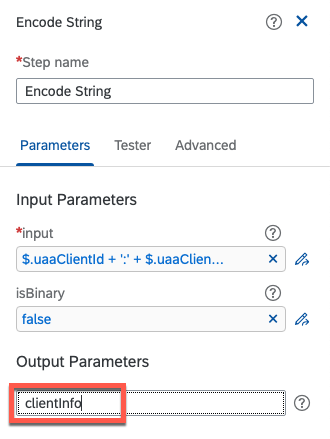 Encode String
*Step name
Encode String
Parameters
Tester
Advanced
Input Parameters
*input
$.uaaClientId + ':' + $.uaaClien...
isBinary
false
Output Parameters
clientInfo